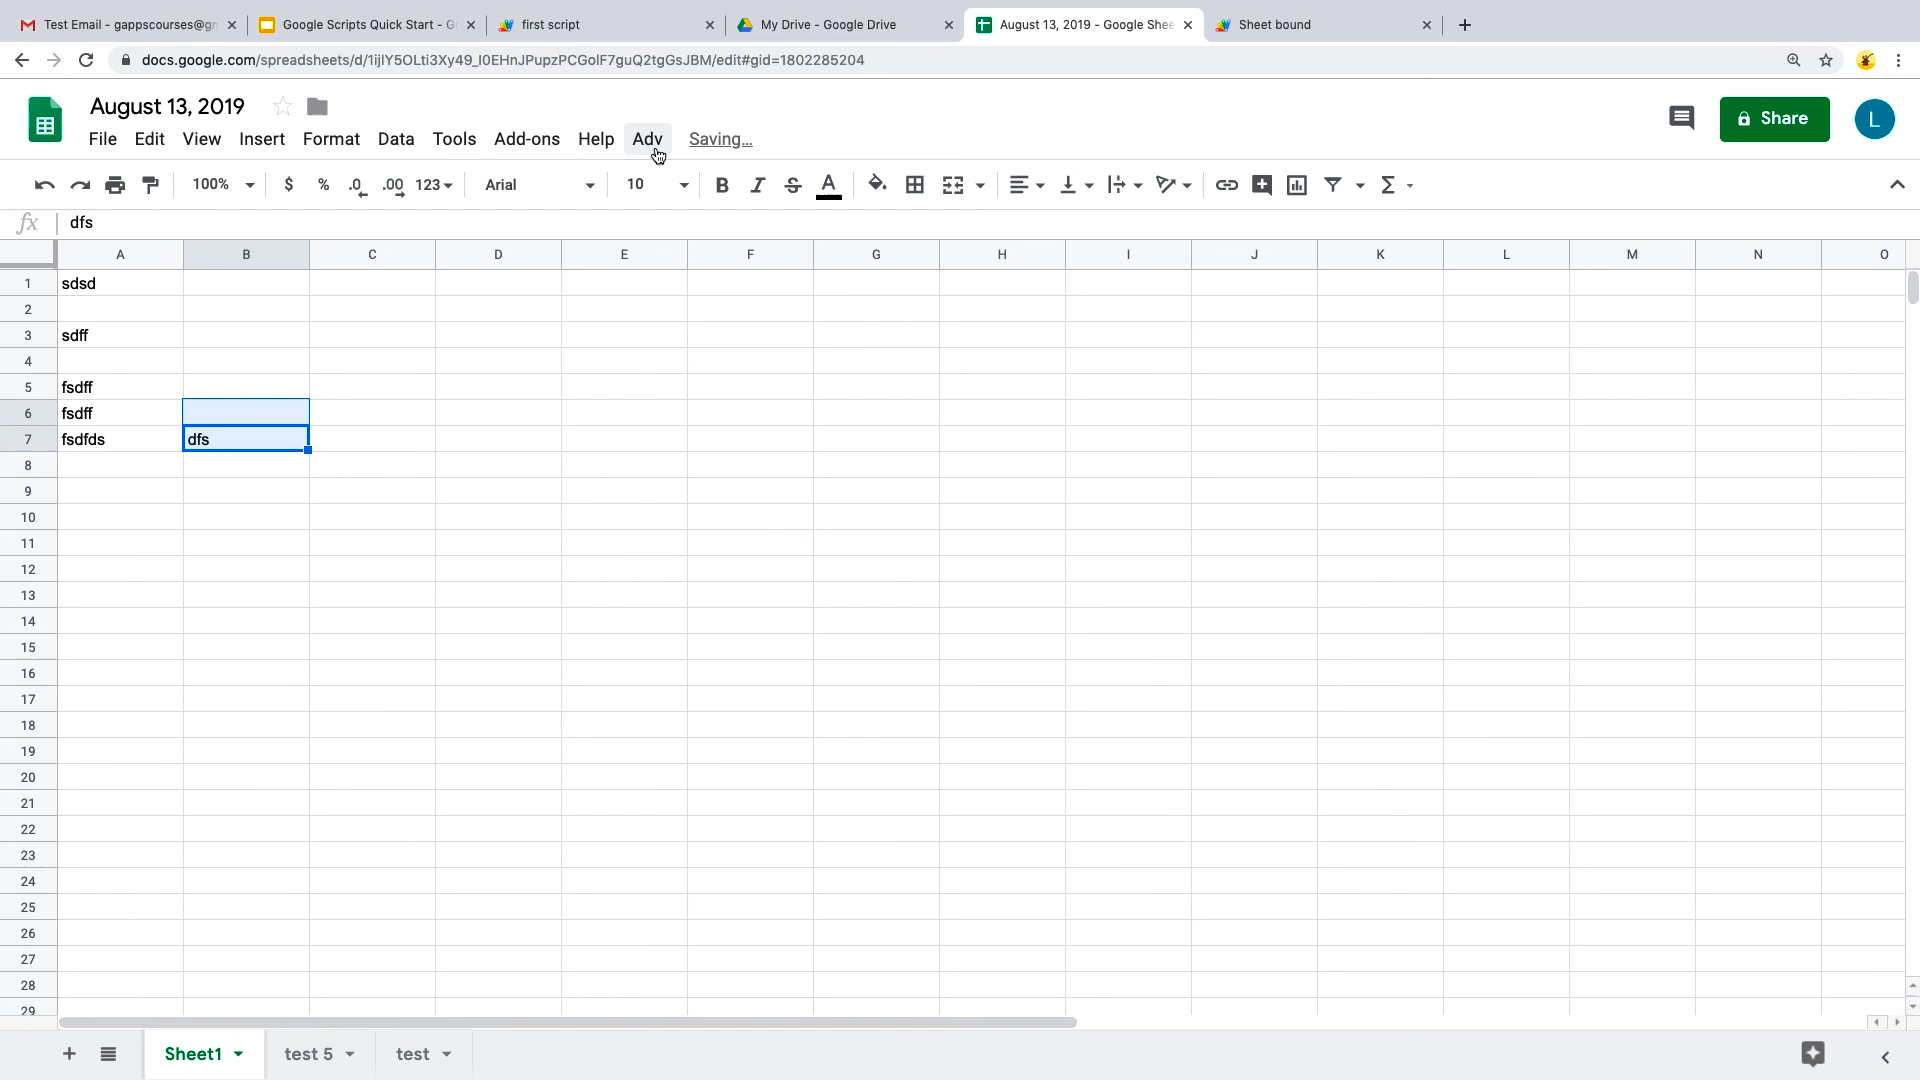 Test Email - gappscourses@gm Google Scripts Quick Start - G first script My Drive - Google Drive August 13, 2019 - Google Shee Sheet bound
docs.google.com/spreadsheets/d/1ijlY5OLti3Xy49_I0EHnJPupzPCGolF7guQ2tgGsJBM/edit#gid=1802285204
August 13, 2019
Share
L
File Edit View Insert Format Data Tools Add-ons Help Adv Saving...
100% $ % .0 .00 123 Arial 10 B I S A Σ
fx dfs
A B C D E F G H I J K L M N O
1 sdsd
2
3 sdff
4
5 fsdff
6 fsdff
7 fsdfds dfs
8
9
10
11
12
13
14
15
16
17
18
19
20
21
22
23
24
25
26
27
28
29
Sheet1 test 5 test